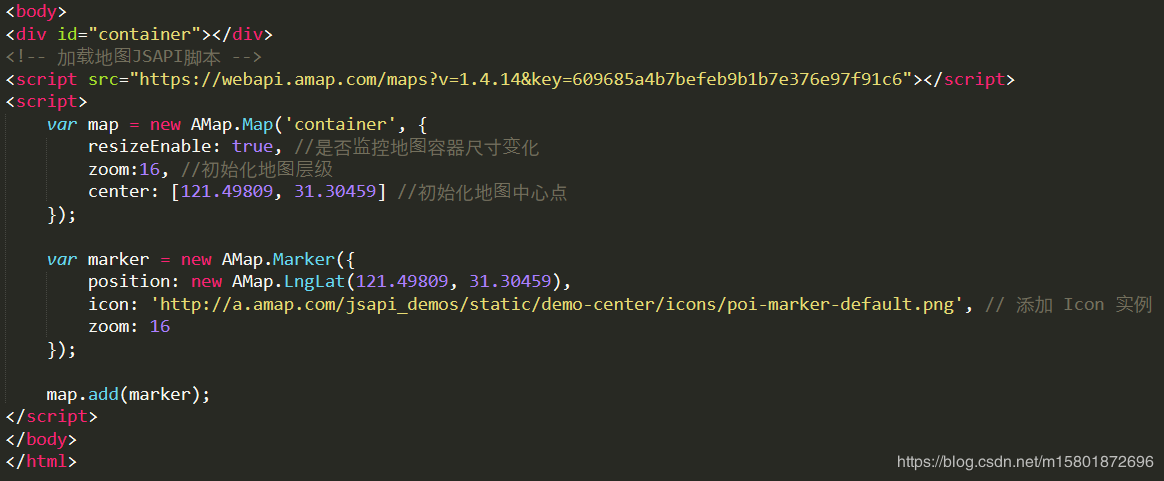 <body>
<div id="container"></div>
<!-- 加载地图JSAPI脚本 -->
<script src="https://webapi.amap.com/maps?v=1.4.14&key=609685a4b7befeb9b1b7e376e97f91c6"></script>
<script>
    var map = new AMap.Map('container', {
        resizeEnable: true, //是否监控地图容器尺寸变化
        zoom:16, //初始化地图层级
        center: [121.49809, 31.30459] //初始化地图中心点
    });
    var marker = new AMap.Marker({
        position: new AMap.LngLat(121.49809, 31.30459),
        icon: 'http://a.amap.com/jsapi_demos/static/demo-center/icons/poi-marker-default.png', // 添加 Icon 实例
        zoom: 16
    });
    map.add(marker);
</script>
</body>
</html>
https://blog.csdn.net/m15801872696